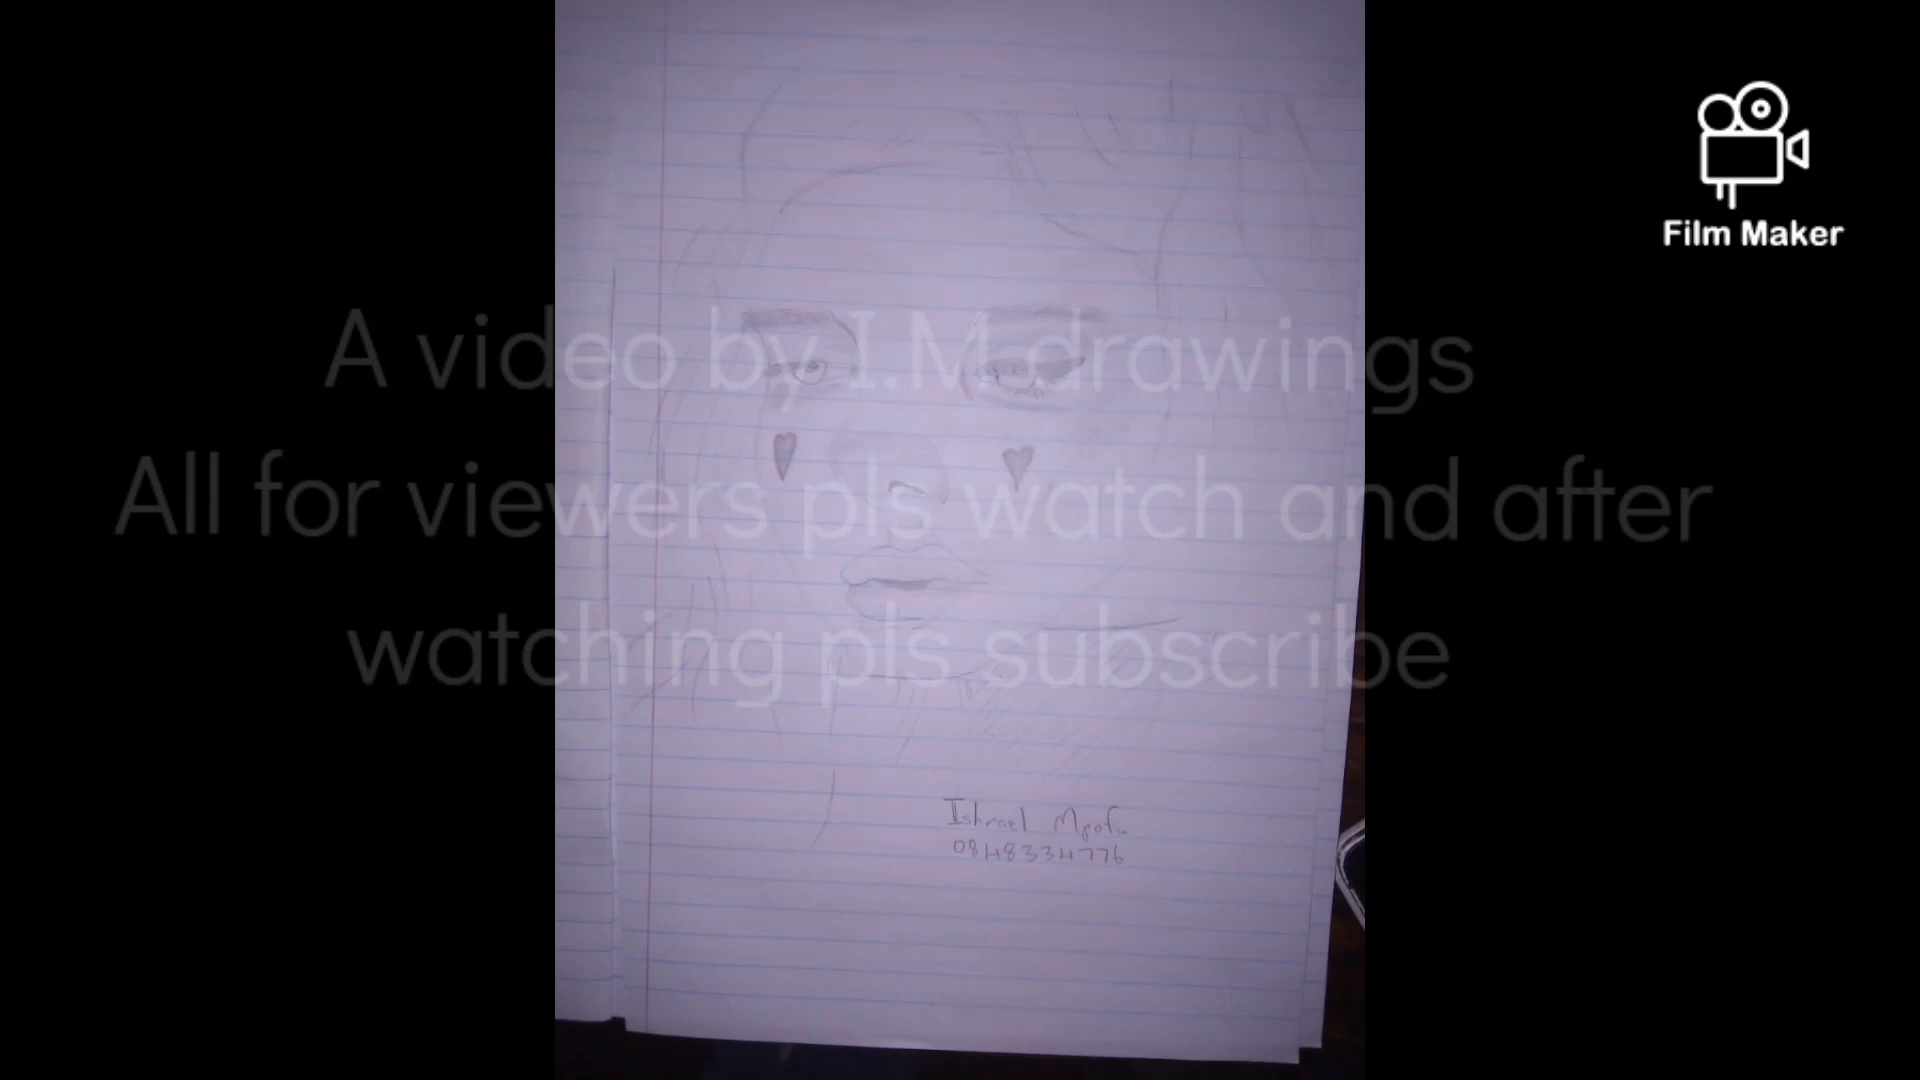 Film Maker
A video by I.M drawings
All for viewers pls watch and after
watching pls subscribe
Ishrael Mpofu
0848334776